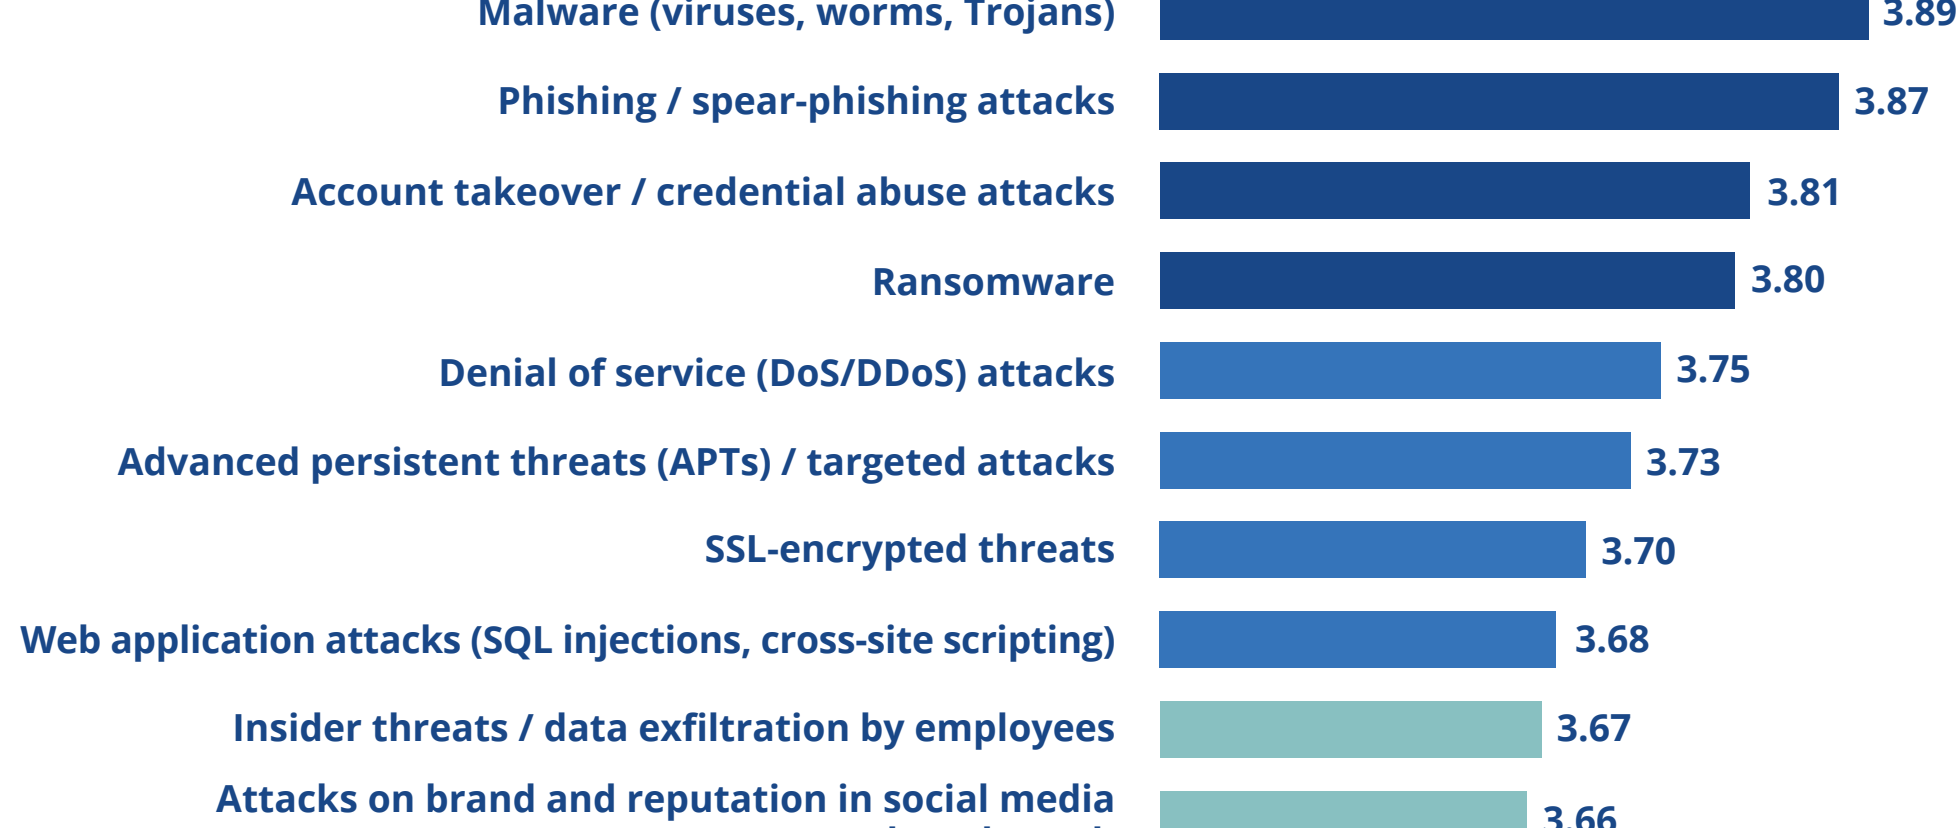 Malware (viruses, worms, Trojans) 3.89
Phishing / spear-phishing attacks 3.87
Account takeover / credential abuse attacks 3.81
Ransomware 3.80
Denial of service (DoS/DDoS) attacks 3.75
Advanced persistent threats (APTs) / targeted attacks 3.73
SSL-encrypted threats 3.70
Web application attacks (SQL injections, cross-site scripting) 3.68
Insider threats / data exfiltration by employees 3.67
Attacks on brand and reputation in social media
3.66